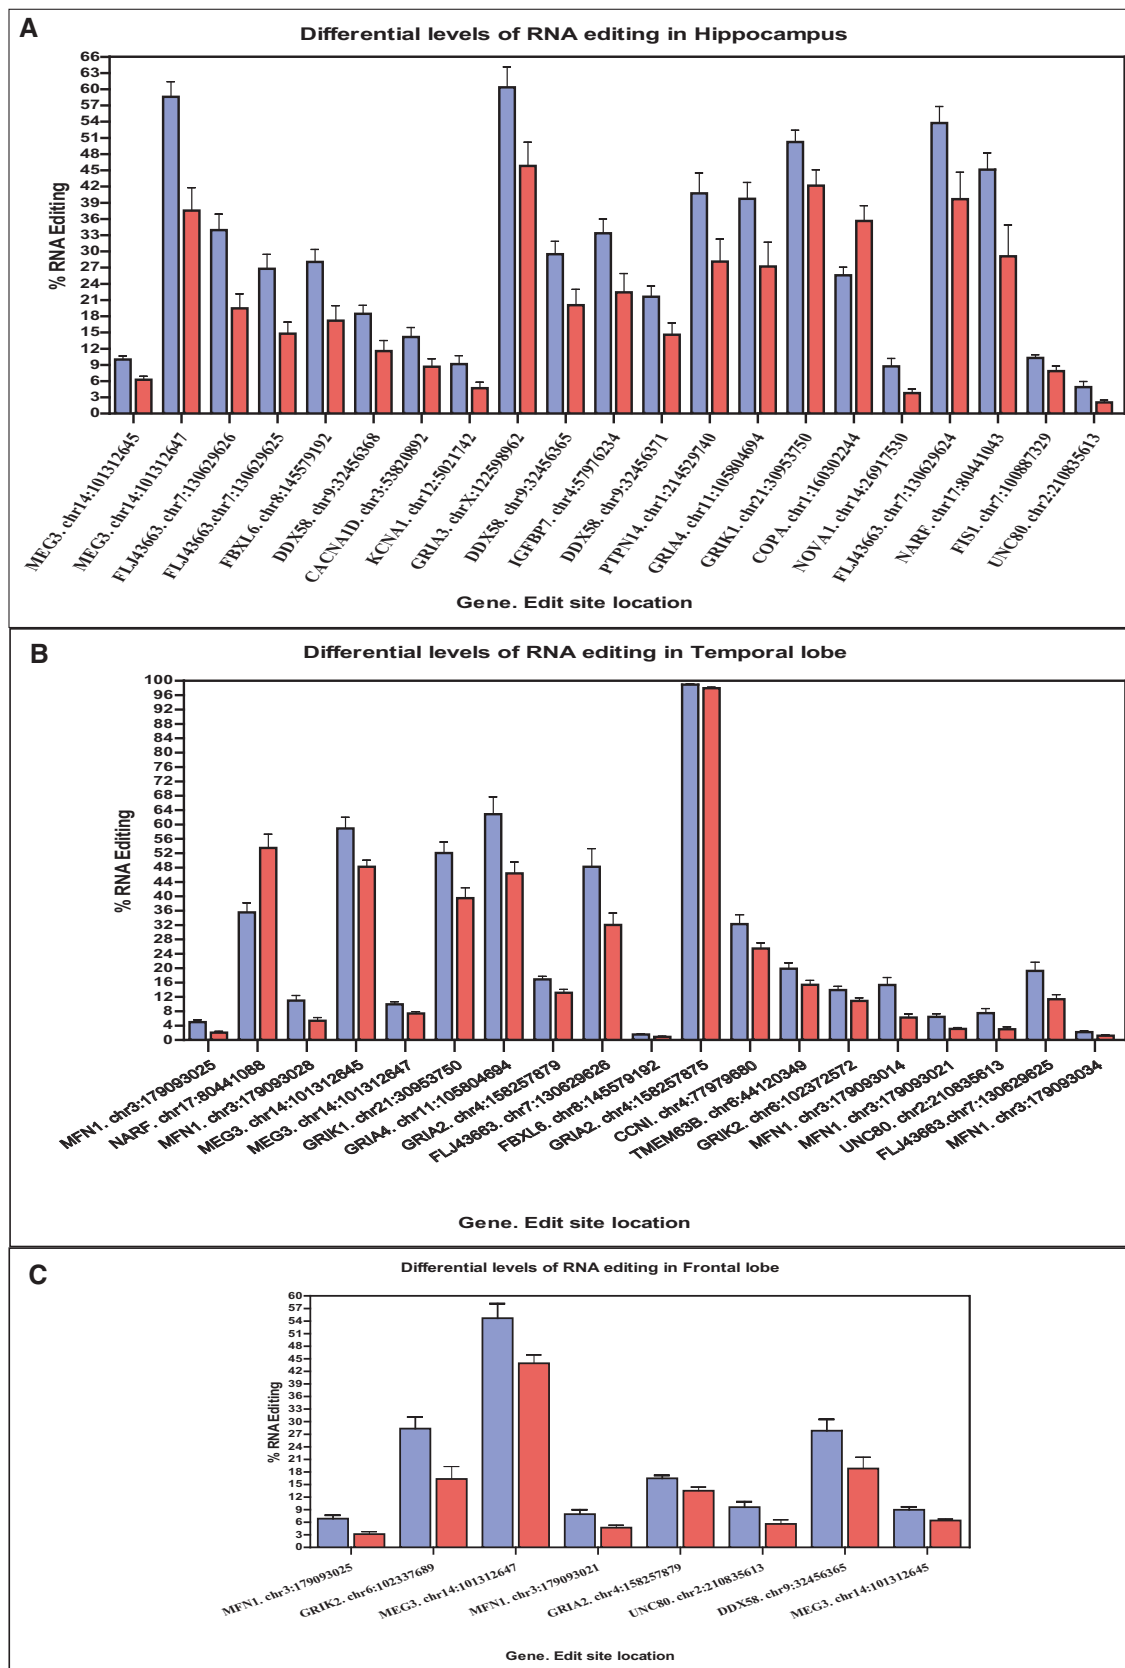 A
Differential levels of RNA editing in Hippocampus
% RNA Editing
66
63
60
57
54
51
48
45
42
39
36
33
30
27
24
21
18
15
12
9
6
3
0
MEG3. chr14:101312645
MEG3. chr14:101312647
FLJ43663. chr7:130629626
FLJ43663.chr7:130629625
FBXL6. chr8:145579192
DDX58. chr9:32456368
CACNA1D. chr3:53820892
KCNA1. chr12:5021742
GRIA3. chrX:122598962
DDX58. chr9:32456365
IGFBP7. chr4:57976234
DDX58. chr9:32456371
PTPN14. chr1:214529740
GRIA4. chr11:105804694
GRIK1. chr21:30953750
COPA. chr1:160302244
NOVA1. chr14:26917530
FLJ43663. chr7:130629624
NARF. chr17:80441043
FIS1. chr7:100887329
UNC80. chr2:210835613
Gene. Edit site location
B
Differential levels of RNA editing in Temporal lobe
% RNA Editing
100
96
92
88
84
80
76
72
68
64
60
56
52
48
44
40
36
32
28
24
20
16
12
8
4
0
MFN1. chr3:179093025
NARF. chr17:80441088
MFN1. chr3:179093028
MEG3. chr14:101312645
MEG3. chr14:101312647
GRIK1. chr21:30953750
GRIA4. chr11:105804694
GRIA2. chr4:158257879
FLJ43663. chr7:130629626
FBXL6. chr8:145579192
GRIA2. chr4:158257875
CCNI. chr4:77979680
TMEM63B. chr6:44120349
GRIK2. chr6:102372572
MFN1. chr3:179093014
MFN1. chr3:179093021
UNC80. chr2:210835613
FLJ43663.chr7:130629625
MFN1. chr3:179093034
Gene. Edit site location
C
Differential levels of RNA editing in Frontal lobe
% RNA Editing
60
57
54
51
48
45
42
39
36
33
30
27
24
21
18
15
12
9
6
3
0
MFN1. chr3:179093025
GRIK2. chr6:102337689
MEG3. chr14:101312647
MFN1. chr3:179093021
GRIA2. chr4:158257879
UNC80. chr2:210835613
DDX58. chr9:32456365
MEG3. chr14:101312645
Gene. Edit site location